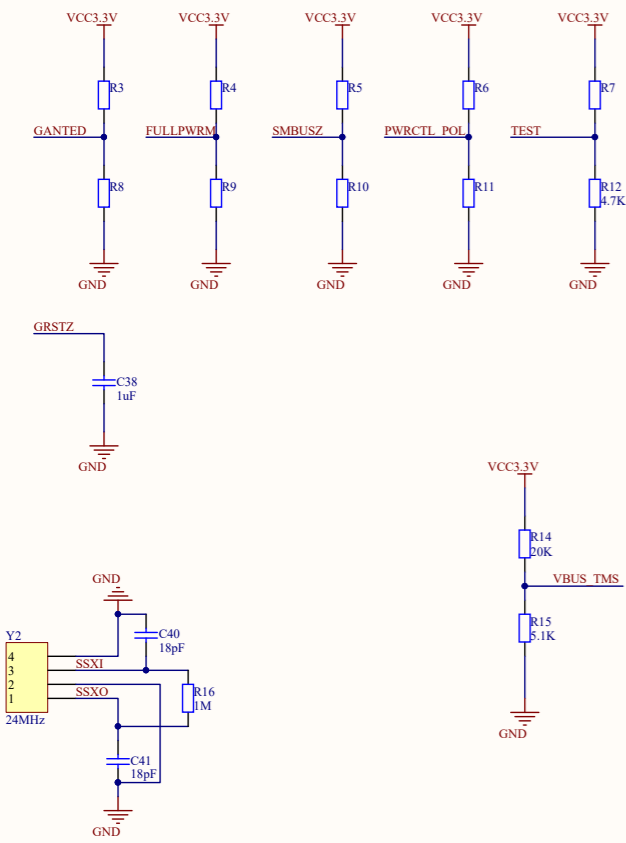 VCC3.3V VCC3.3V VCC3.3V VCC3.3V VCC3.3V
R3 R4 R5 R6 R7
GANTED FULLPWRM SMBUSZ PWRCTL_POL TEST
R8 R9 R10 R11 R12
4.7K
GND GND GND GND GND
GRSTZ
C38
1uF
GND
VCC3.3V
R14
20K
VBUS_TMS
R15
5.1K
GND
GND
Y2
C40
18pF
4
3 SSXI
2
1 SSXO
R16
1M
24MHz
C41
18pF
GND